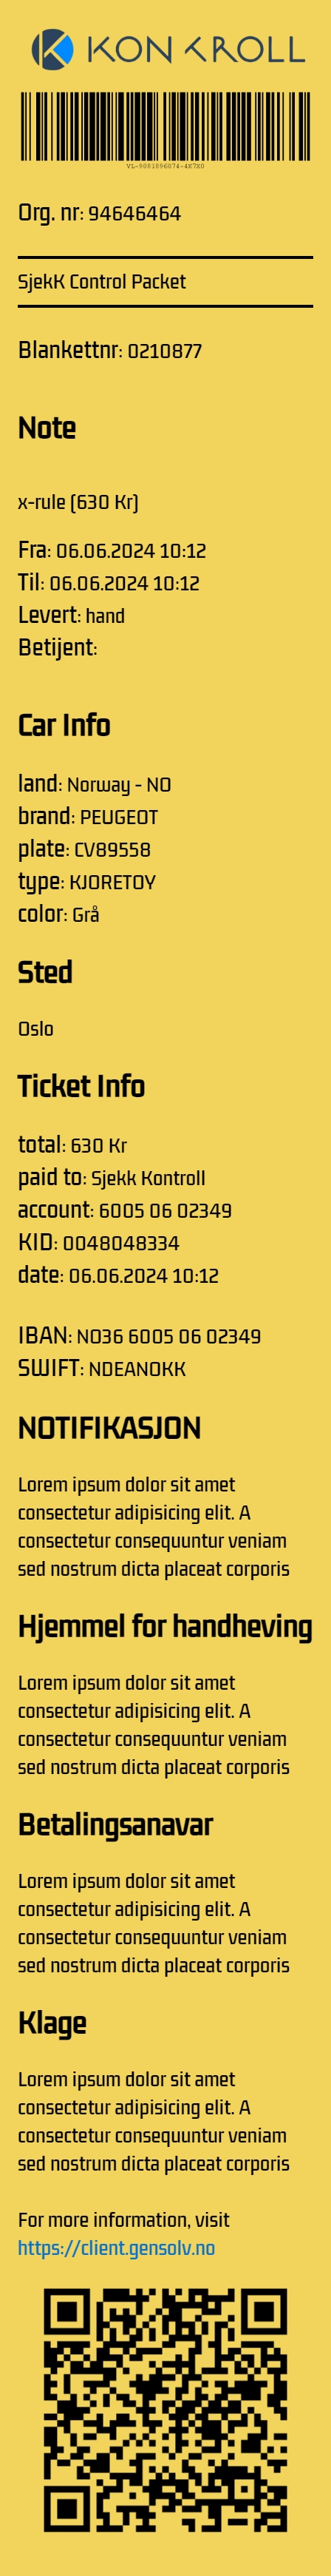 KONTROLL
VL-9081896074-4K7XO
Org. nr: 94646464
SjekK Control Packet
Blankettnr: 0210877
Note
x-rule (630 Kr)
Fra: 06.06.2024 10:12
Til: 06.06.2024 10:12
Levert: hand
Betijent:
Car Info
land: Norway - NO
brand: PEUGEOT
plate: CV89558
type: KJORETOY
color: Grå
Sted
Oslo
Ticket Info
total: 630 Kr
paid to: Sjekk Kontroll
account: 6005 06 02349
KID: 0048048334
date: 06.06.2024 10:12
IBAN: NO36 6005 06 02349
SWIFT: NDEANOKK
NOTIFIKASJON
Lorem ipsum dolor sit amet
consectetur adipisicing elit. A
consectetur consequuntur veniam
sed nostrum dicta placeat corporis
Hjemmel for handheving
Lorem ipsum dolor sit amet
consectetur adipisicing elit. A
consectetur consequuntur veniam
sed nostrum dicta placeat corporis
Betalingsanavar
Lorem ipsum dolor sit amet
consectetur adipisicing elit. A
consectetur consequuntur veniam
sed nostrum dicta placeat corporis
Klage
Lorem ipsum dolor sit amet
consectetur adipisicing elit. A
consectetur consequuntur veniam
sed nostrum dicta placeat corporis
For more information, visit
https://client.gensolv.no